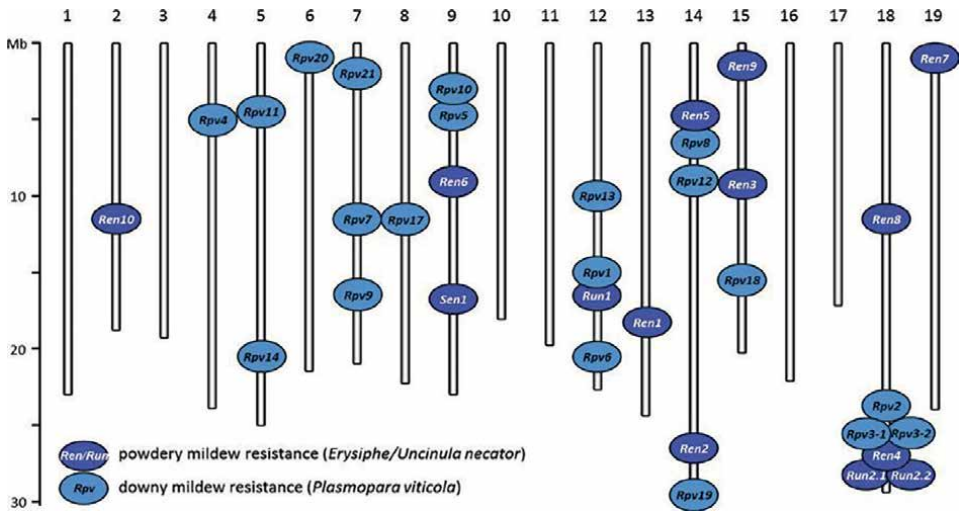 1 2 3 4 5 6 7 8 9 10 11 12 13 14 15 16 17 18 19
Mb
Rpv20 Ren9 Ren7
Rpv21
Rpv10
Rpv4 Rpv11 Rpv5 Ren5
Rpv8
Ren6 Rpv12 Ren3
10 Rpv13
Ren10 Rpv7 Rpv17 Ren8
Rpv1 Rpv18
Rpv9 Sen1 Run1
Ren1
20 Rpv14 Rpv6
Rpv2
Rpv3-1 Rpv3-2
Ren/Run powdery mildew resistance (Erysiphe/Uncinula necator) Ren2 Ren4
Run2.1 Run2.2
Rpv downy mildew resistance (Plasmopara viticola) Rpv19
30